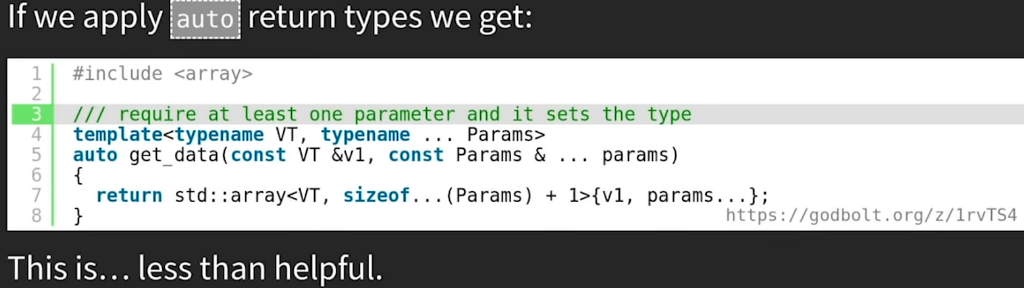 If we apply auto return types we get:
1 #include <array>
2
3 /// require at least one parameter and it sets the type
4 template<typename VT, typename ... Params>
5 auto get_data(const VT &v1, const Params & ... params)
6 {
7   return std::array<VT, sizeof...(Params) + 1>{v1, params...};
8 }
https://godbolt.org/z/1rvTS4
This is... less than helpful.